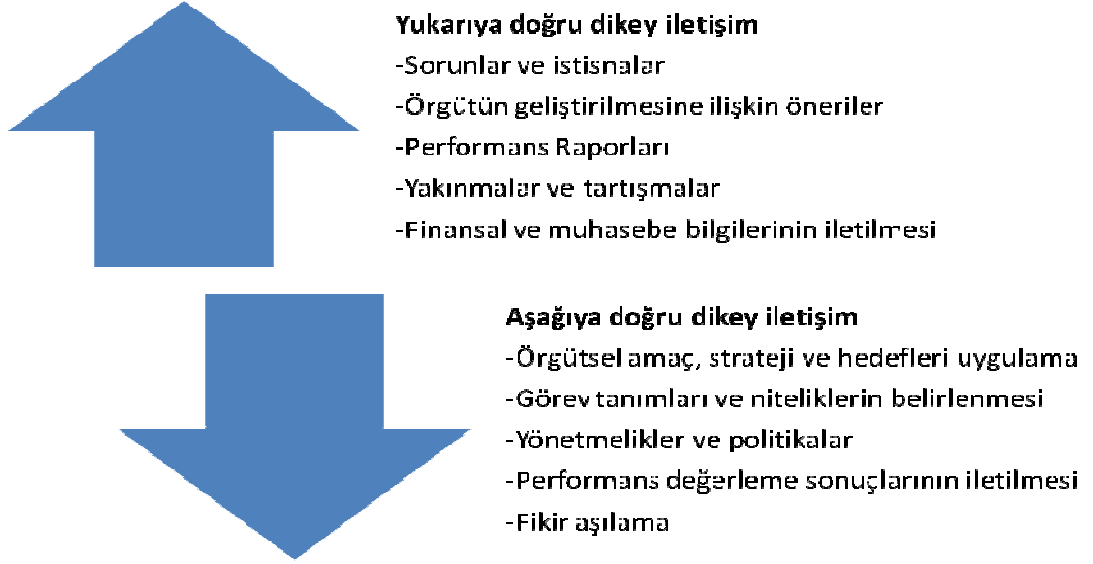 Yukarıya doğru dikey iletişim
-Sorunlar ve istisnalar
-Örgütün geliştirilmesine ilişkin öneriler
-Performans Raporları
-Yakınmalar ve tartışmalar
-Finansal ve muhasebe bilgilerinin iletilmesi
Aşağıya doğru dikey iletişim
-Örgütsel amaç, strateji ve hedefleri uygulama
-Görev tanımları ve niteliklerin belirlenmesi
-Yönetmelikler ve politikalar
-Performans değerleme sonuçlarının iletilmesi
-Fikir aşılama